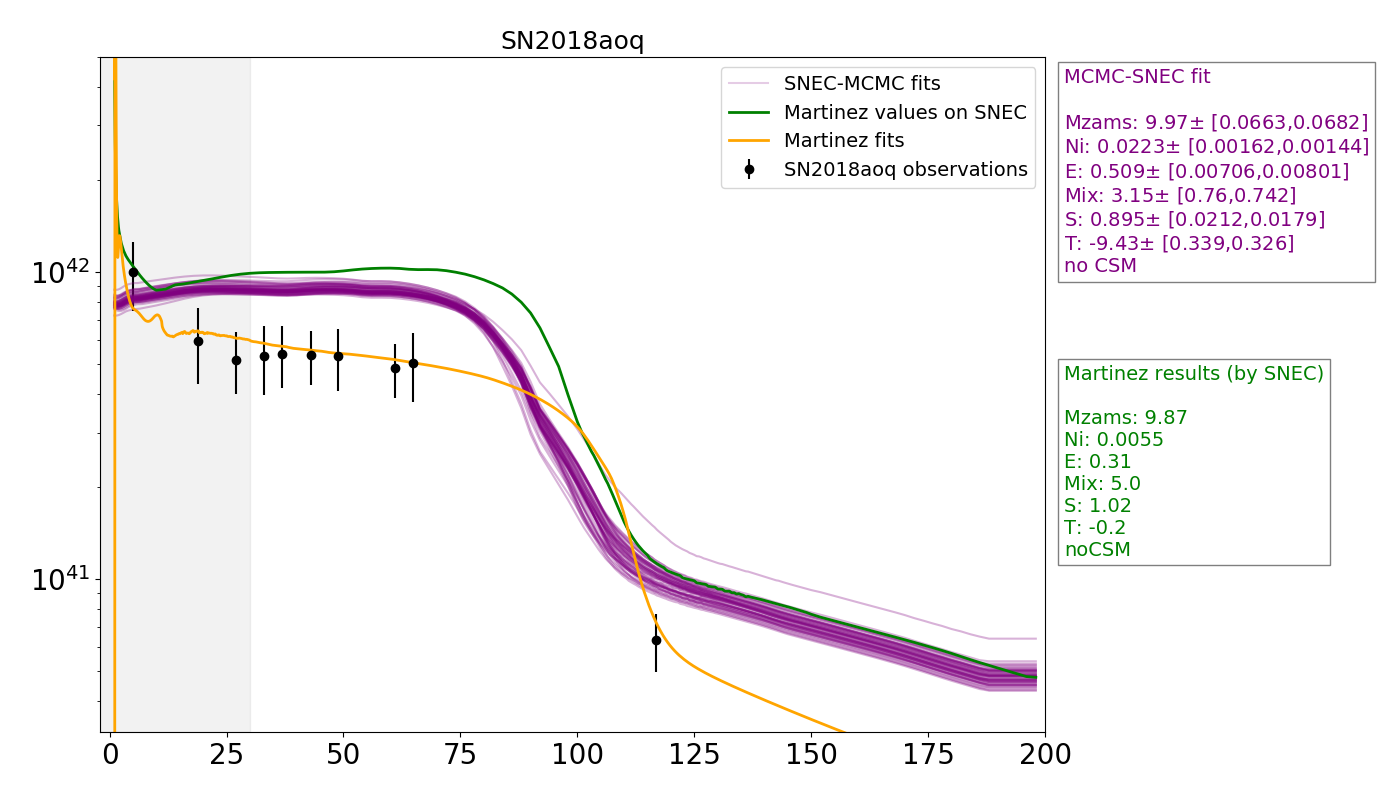 SN2018aoq
SNEC-MCMC fits
Martinez values on SNEC
Martinez fits
SN2018aoq observations
10^42
10^41
0 25 50 75 100 125 150 175 200
MCMC-SNEC fit
Mzams: 9.97± [0.0663,0.0682]
Ni: 0.0223± [0.00162,0.00144]
E: 0.509± [0.00706,0.00801]
Mix: 3.15± [0.76,0.742]
S: 0.895± [0.0212,0.0179]
T: -9.43± [0.339,0.326]
no CSM
Martinez results (by SNEC)
Mzams: 9.87
Ni: 0.0055
E: 0.31
Mix: 5.0
S: 1.02
T: -0.2
noCSM